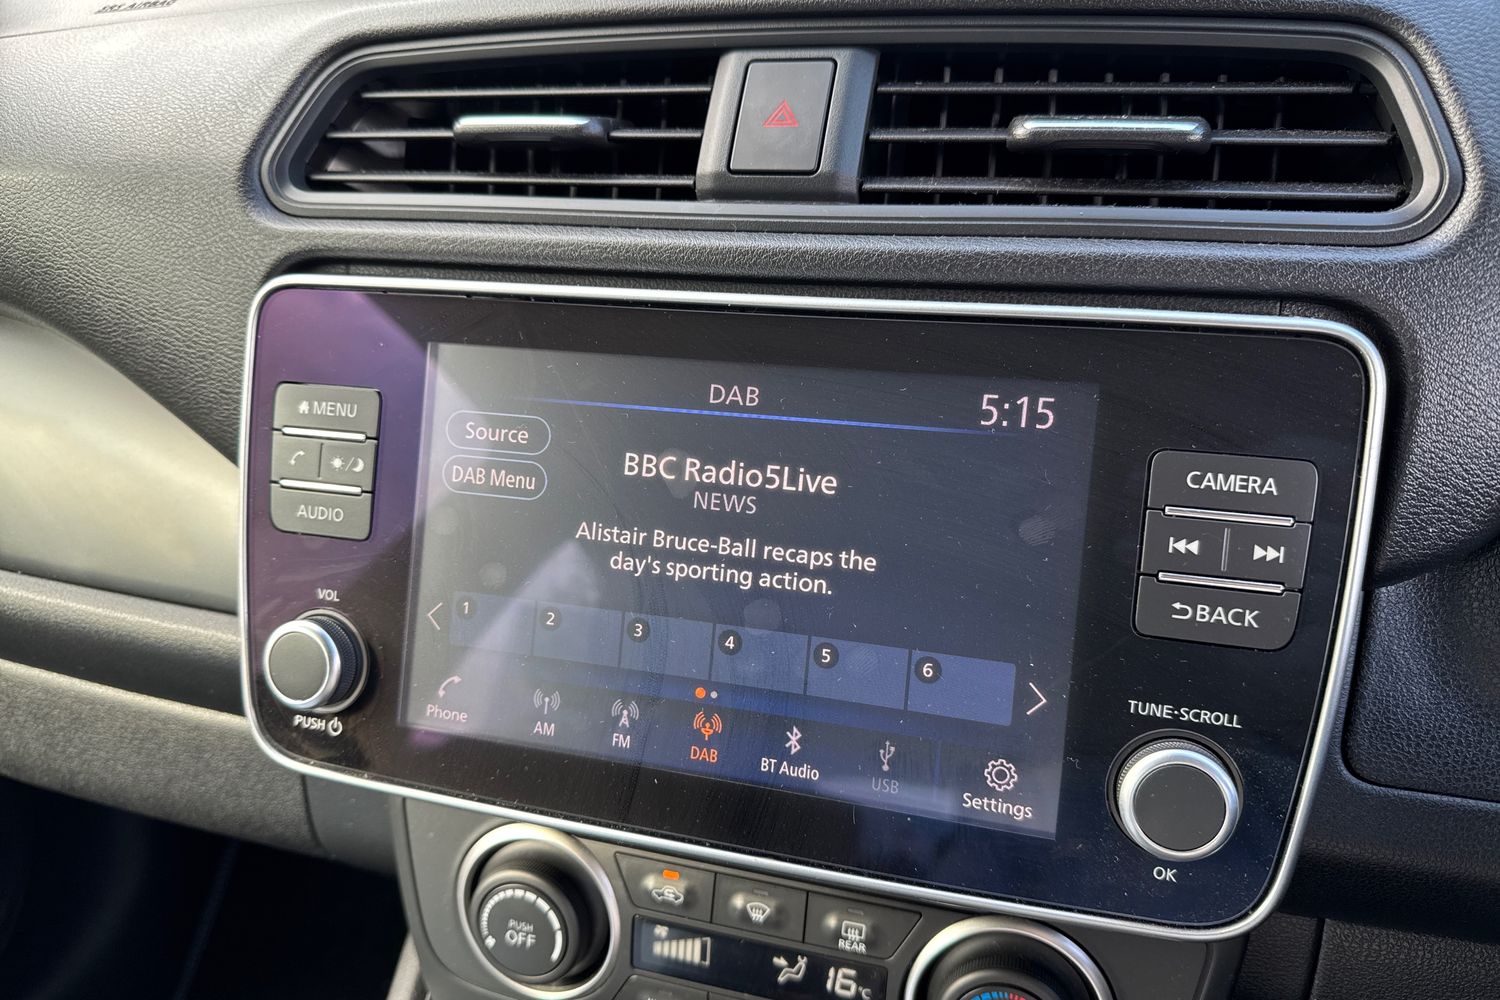 SRS AIRBAG
DAB
5:15
Source
DAB Menu
BBC Radio5Live
NEWS
Alistair Bruce-Ball recaps the
day's sporting action.
1 2 3 4 5 6
Phone
AM
FM
DAB
BT Audio
USB
Settings
MENU
AUDIO
VOL
PUSH
CAMERA
BACK
TUNE·SCROLL
OK
PUSH
OFF
REAR
16°C